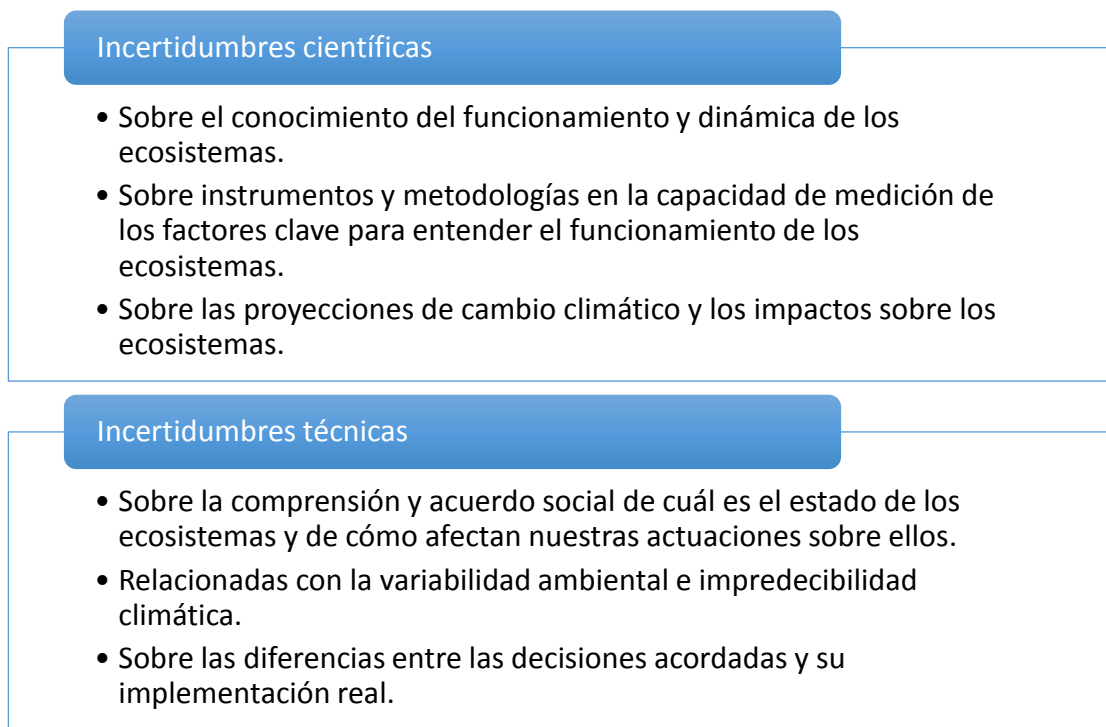 Incertidumbres científicas
• Sobre el conocimiento del funcionamiento y dinámica de los
ecosistemas.
• Sobre instrumentos y metodologías en la capacidad de medición de
los factores clave para entender el funcionamiento de los
ecosistemas.
• Sobre las proyecciones de cambio climático y los impactos sobre los
ecosistemas.
Incertidumbres técnicas
• Sobre la comprensión y acuerdo social de cuál es el estado de los
ecosistemas y de cómo afectan nuestras actuaciones sobre ellos.
• Relacionadas con la variabilidad ambiental e impredecibilidad
climática.
• Sobre las diferencias entre las decisiones acordadas y su
implementación real.